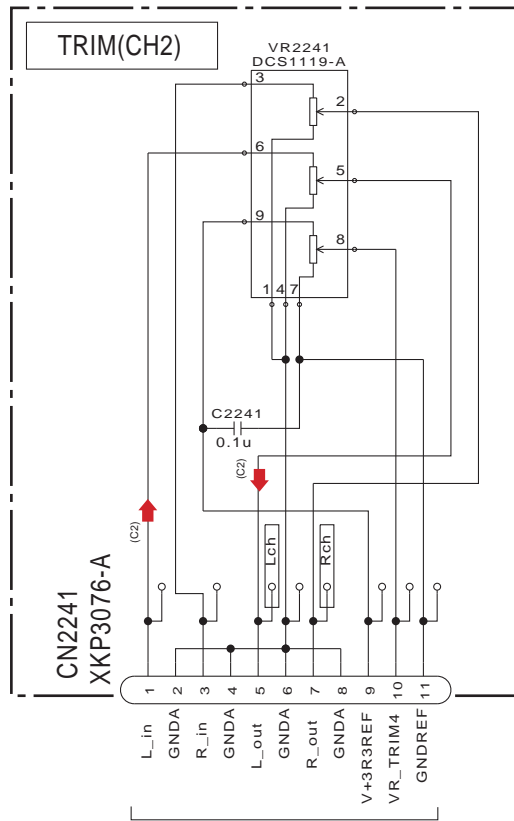 TRIM(CH2)
VR2241
DCS1119-A
3
2
6
5
9
8
1 4 7
C2241
0.1u
(C2)
(C2)
Lch
Rch
CN2241
XKP3076-A
1
2
3
4
5
6
7
8
9
10
11
L_in
GNDA
R_in
GNDA
L_out
GNDA
R_out
GNDA
V+3R3REF
VR_TRIM4
GNDREF